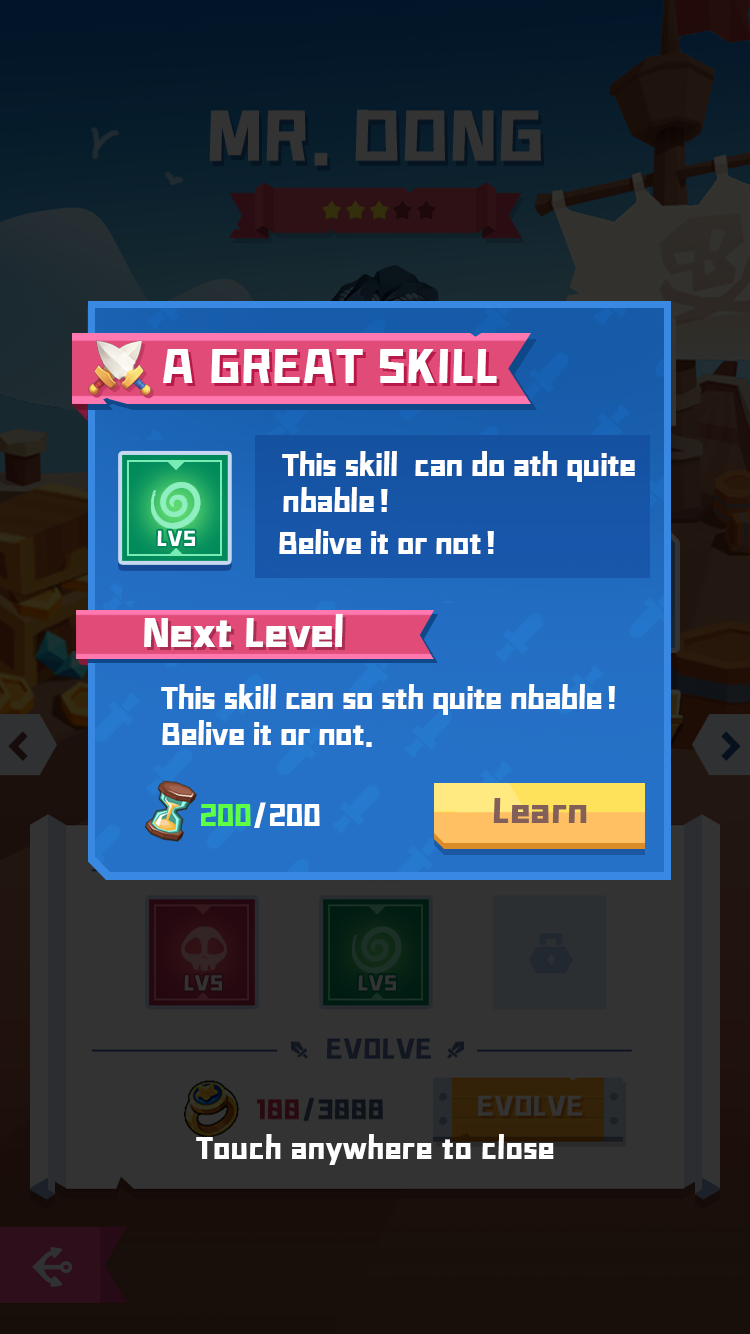 MR. DONG
A GREAT SKILL
This skill can do ath quite
nbable!
LV5
Belive it or not!
Next Level
This skill can so sth quite nbable!
Belive it or not.
200/200
Learn
LV5
LV5
EVOLVE
188/3888
EVOLVE
Touch anywhere to close